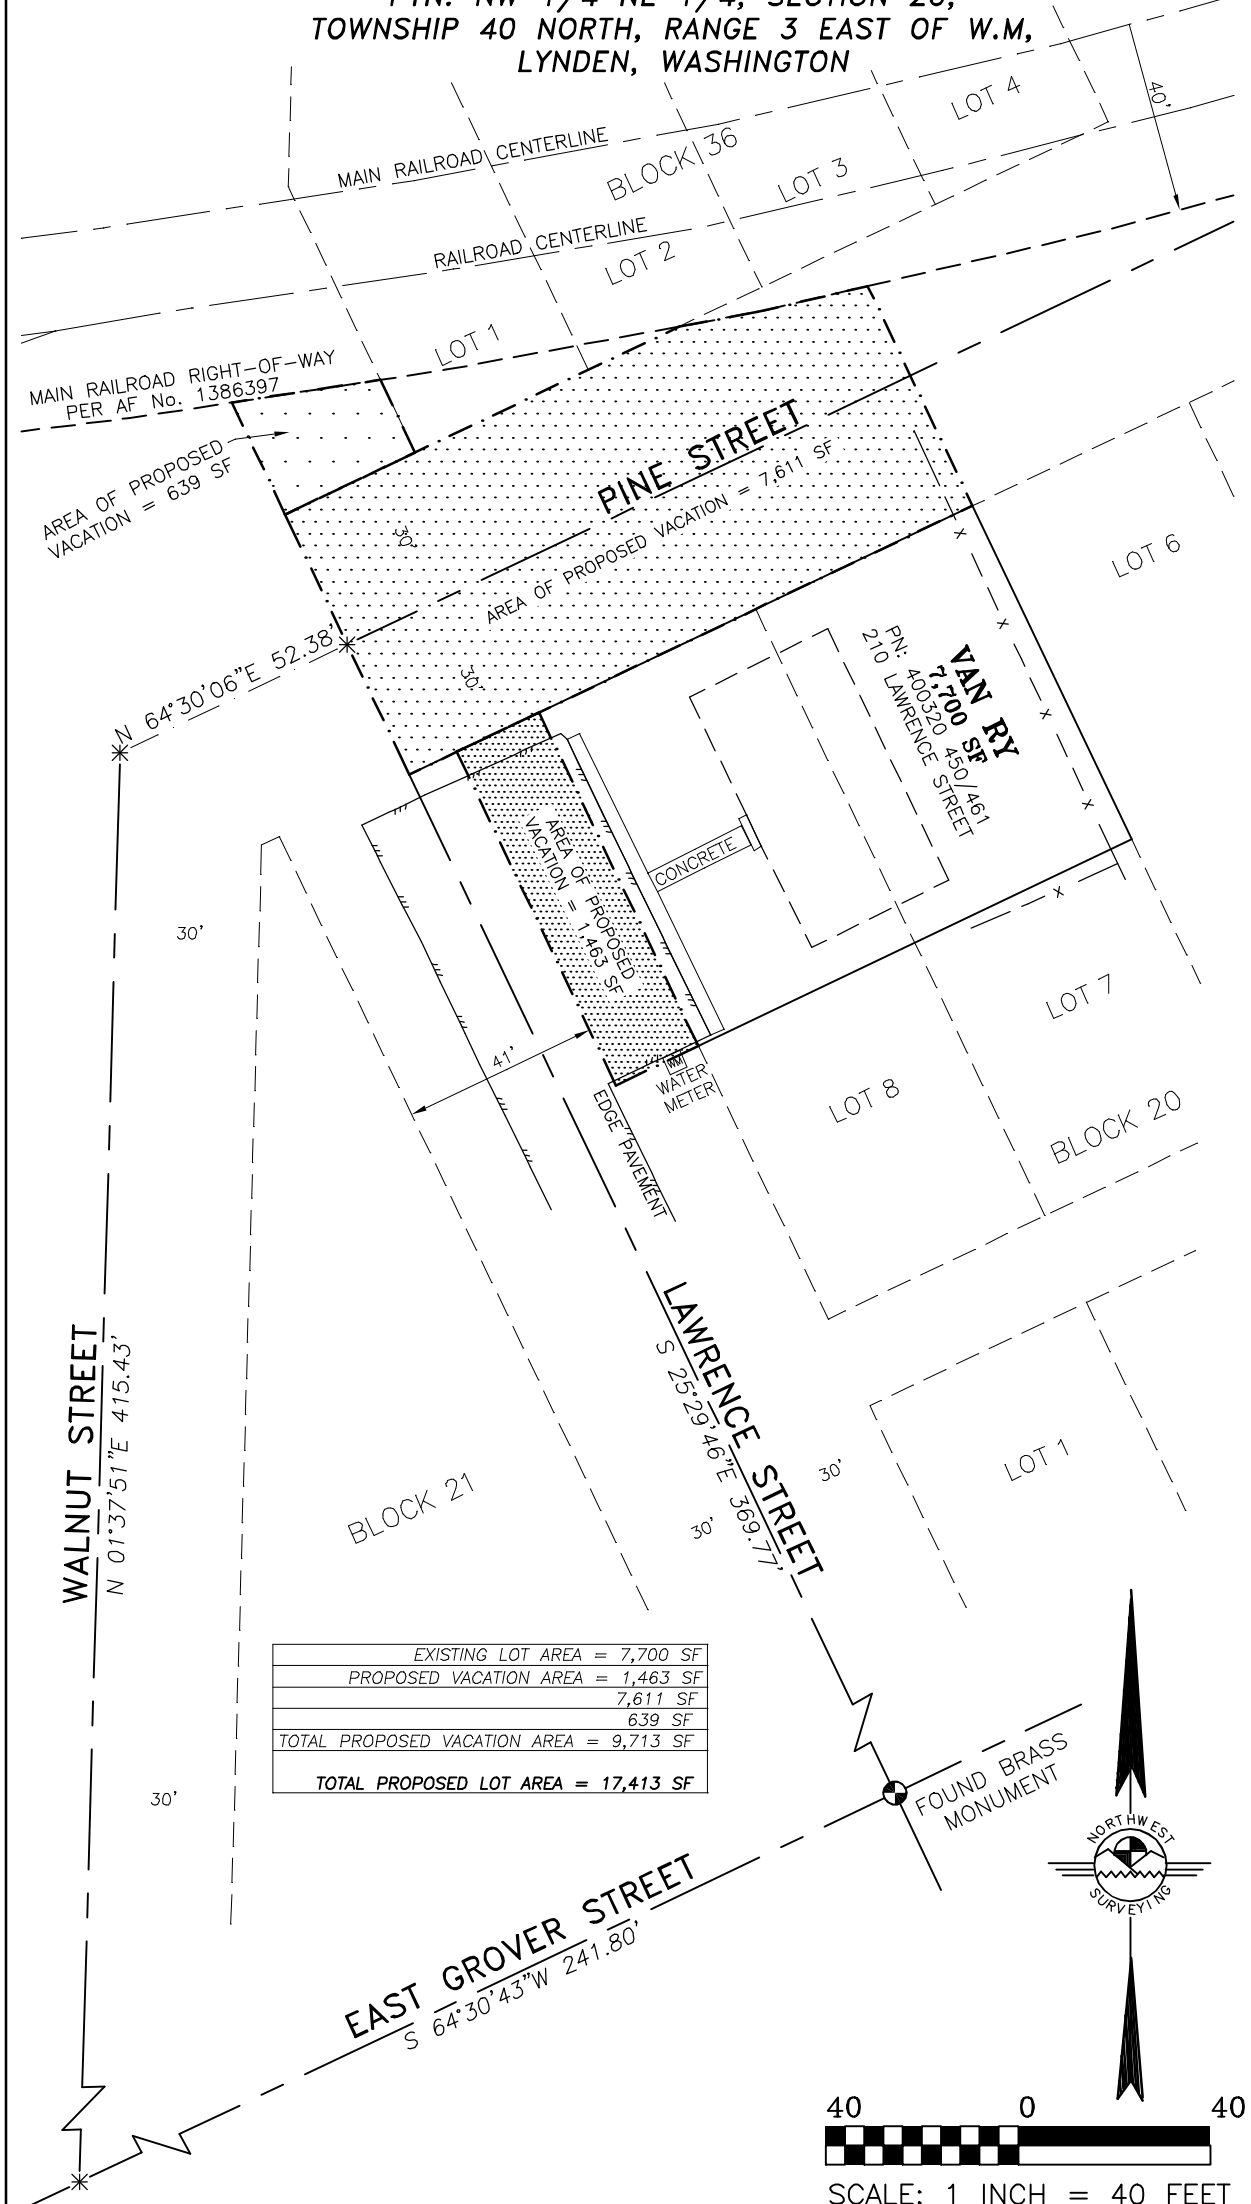 TOWNSHIP 40 NORTH, RANGE 3 EAST OF W.M,
LYNDEN, WASHINGTON
LOT 4
40'
MAIN RAILROAD CENTERLINE
BLOCK 36
LOT 3
RAILROAD CENTERLINE
LOT 2
LOT 1
MAIN RAILROAD RIGHT-OF-WAY
PER AF No. 1386397
AREA OF PROPOSED
VACATION = 639 SF
PINE STREET
AREA OF PROPOSED VACATION = 7,611 SF
30'
30'
N 64°30'06"E 52.38'
LOT 6
VAN RY
7,700 SF
PN: 400320 450/461
210 LAWRENCE STREET
x
x
x
x
x
CONCRETE
AREA OF PROPOSED
VACATION = 1,463 SF
30'
41'
WM
WATER
METER
EDGE PAVEMENT
LOT 7
LOT 8
BLOCK 20
LAWRENCE STREET
S 25°29'46"E 369.77'
WALNUT STREET
N 01°37'51"E 415.43'
BLOCK 21
30'
30'
LOT 1
EXISTING LOT AREA = 7,700 SF
PROPOSED VACATION AREA = 1,463 SF
7,611 SF
639 SF
TOTAL PROPOSED VACATION AREA = 9,713 SF
TOTAL PROPOSED LOT AREA = 17,413 SF
30'
FOUND BRASS
MONUMENT
NORTHWEST
SURVEYING
EAST GROVER STREET
S 64°30'43"W 241.80'
40 0 40
SCALE: 1 INCH = 40 FEET